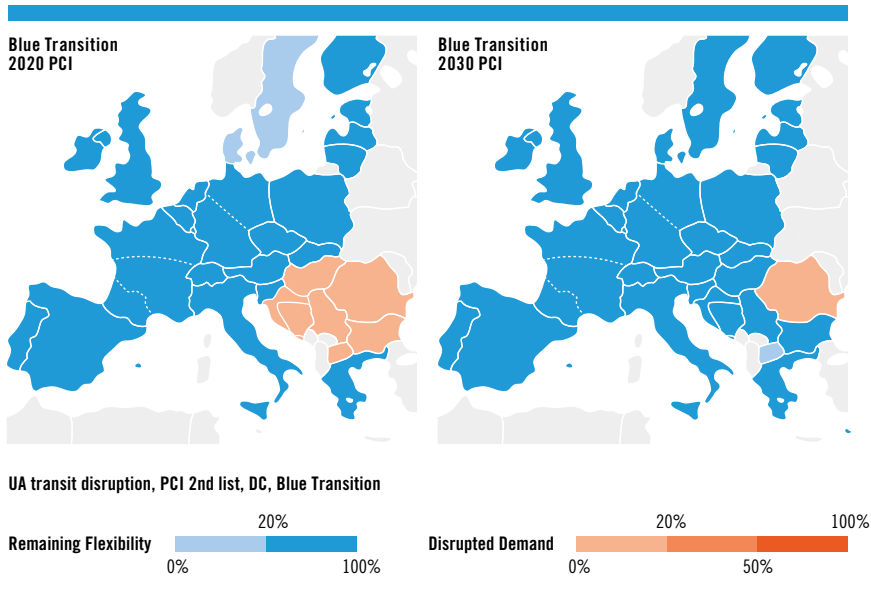 Blue Transition
2020 PCI
Blue Transition
2030 PCI
UA transit disruption, PCI 2nd list, DC, Blue Transition
20%
Remaining Flexibility
0%
100%
20%
100%
Disrupted Demand
0%
50%